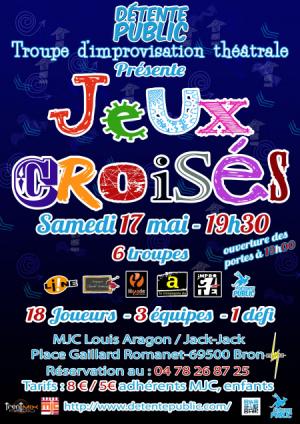 DÉTENTE
PUBLIC
Troupe d'improvisation théâtrale
Présente
JeUx
CROiSéS
Samedi 17 mai - 19h30
6 troupes
ouverture des
portes à 19h00
18 Joueurs - 3 équipes - 1 défi
MJC Louis Aragon / Jack-Jack
Place Gaillard Romanet-69500 Bron
Réservation au : 04 78 26 87 25
Tarifs : 8 € / 5€ adhérents MJC, enfants
http://www.detentepublic.com/